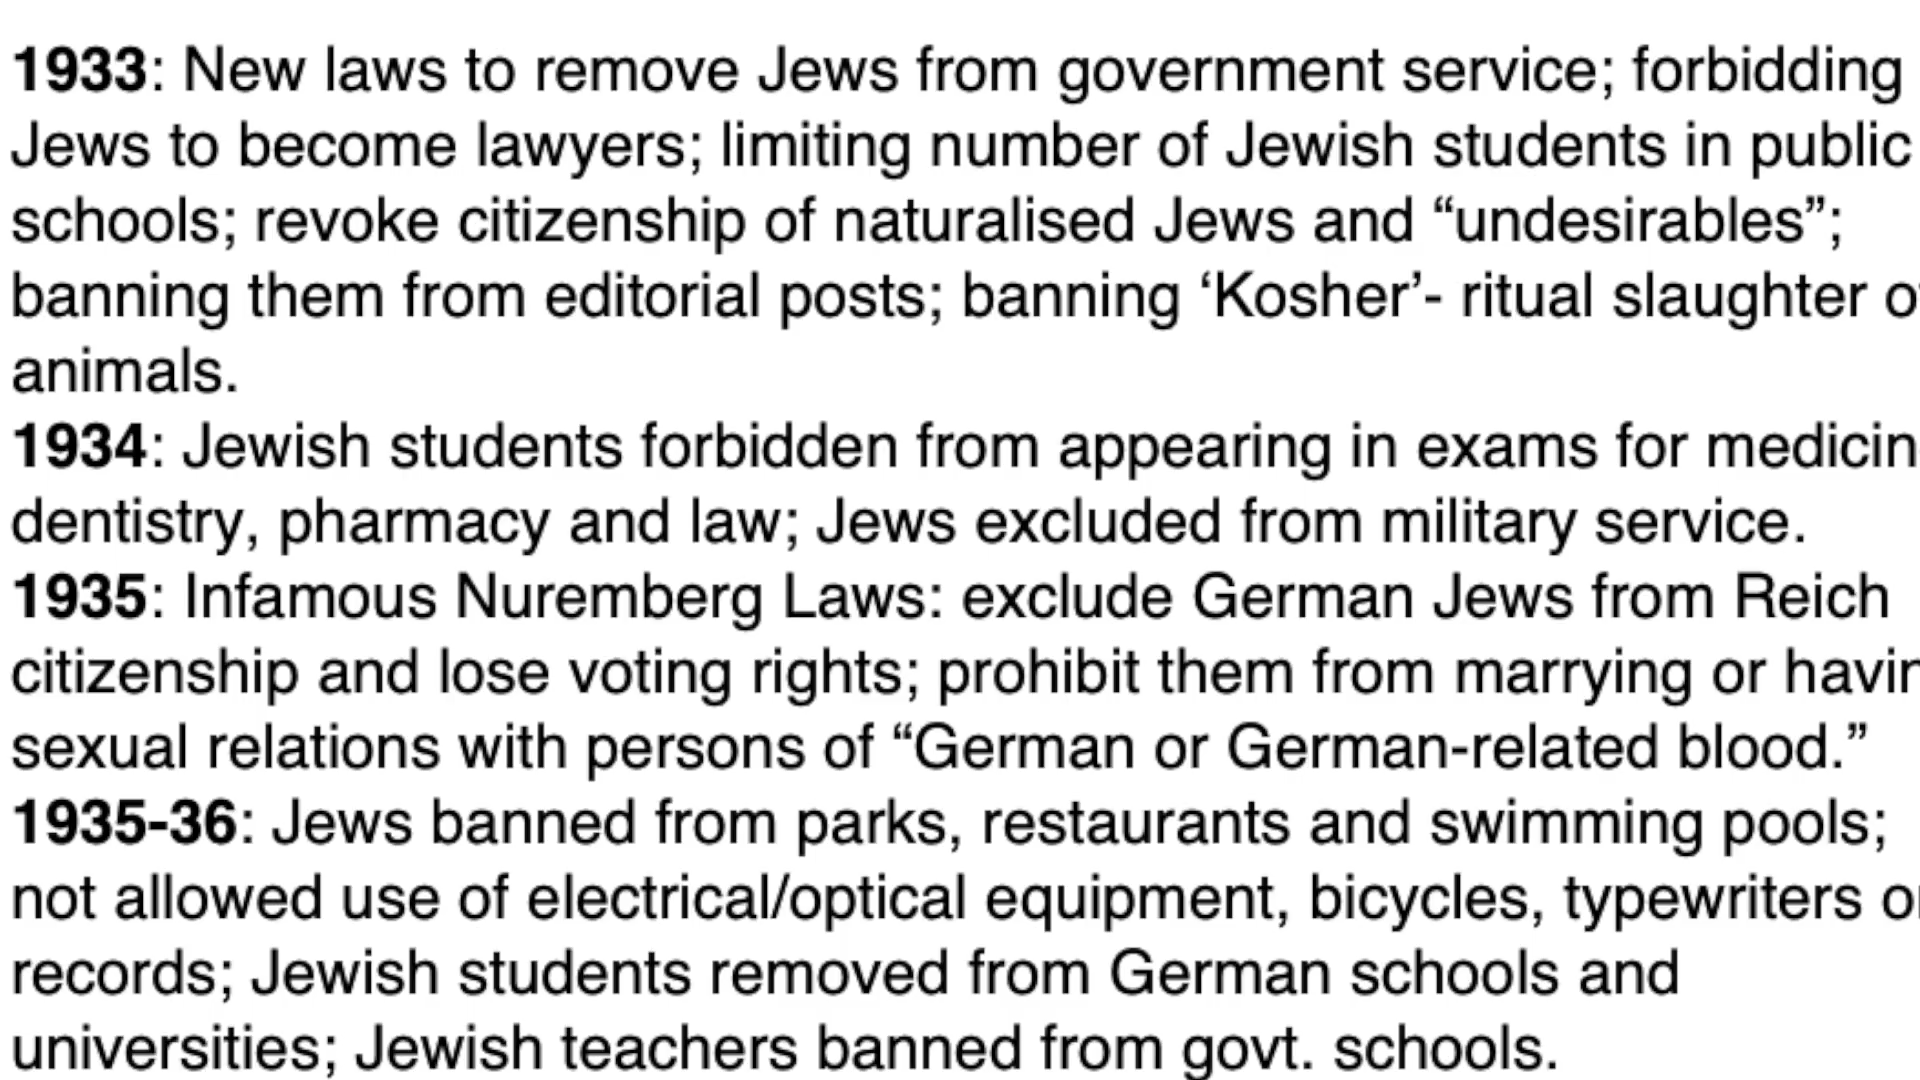 1933: New laws to remove Jews from government service; forbidding
Jews to become lawyers; limiting number of Jewish students in public
schools; revoke citizenship of naturalised Jews and “undesirables”;
banning them from editorial posts; banning ‘Kosher’- ritual slaughter o
animals.
1934: Jewish students forbidden from appearing in exams for medicin
dentistry, pharmacy and law; Jews excluded from military service.
1935: Infamous Nuremberg Laws: exclude German Jews from Reich
citizenship and lose voting rights; prohibit them from marrying or havin
sexual relations with persons of “German or German-related blood.”
1935-36: Jews banned from parks, restaurants and swimming pools;
not allowed use of electrical/optical equipment, bicycles, typewriters or
records; Jewish students removed from German schools and
universities; Jewish teachers banned from govt. schools.